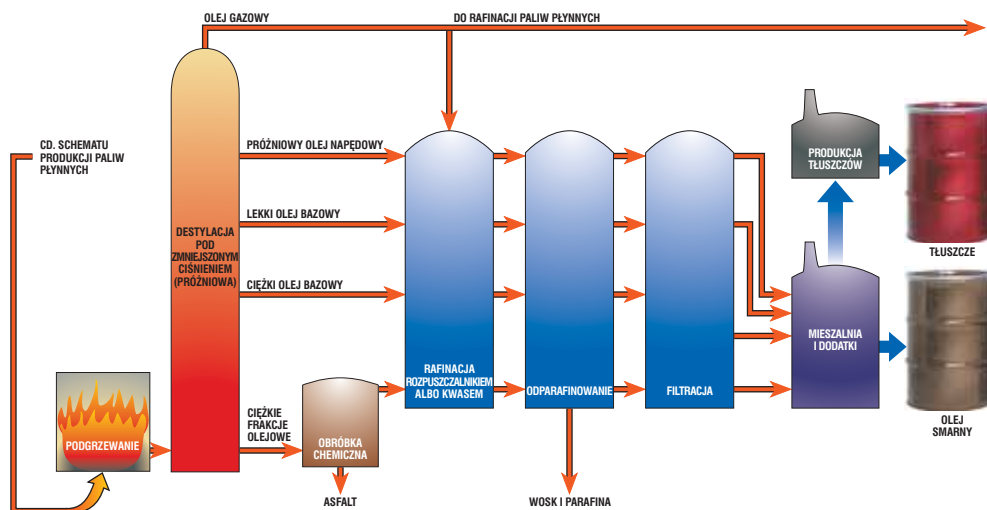 OLEJ GAZOWY
DO RAFINACJI PALIW PŁYNNYCH
CD. SCHEMATU
PRODUKCJI PALIW
PŁYNNYCH
PRÓŻNIOWY OLEJ NAPĘDOWY
LEKKI OLEJ BAZOWY
CIĘŻKI OLEJ BAZOWY
DESTYLACJA
POD
ZMNIEJSZONYM
CIŚNIENIEM
(PRÓŻNIOWA)
PODGRZEWANIE
CIĘŻKIE
FRAKCJE
OLEJOWE
OBRÓBKA
CHEMICZNA
ASFALT
RAFINACJA
ROZPUSZCZALNIKIEM
ALBO KWASEM
ODPARAFINOWANIE
WOSK I PARAFINA
FILTRACJA
PRODUKCJA
TŁUSZCZÓW
TŁUSZCZE
MIESZALNIA
I DODATKI
OLEJ
SMARNY